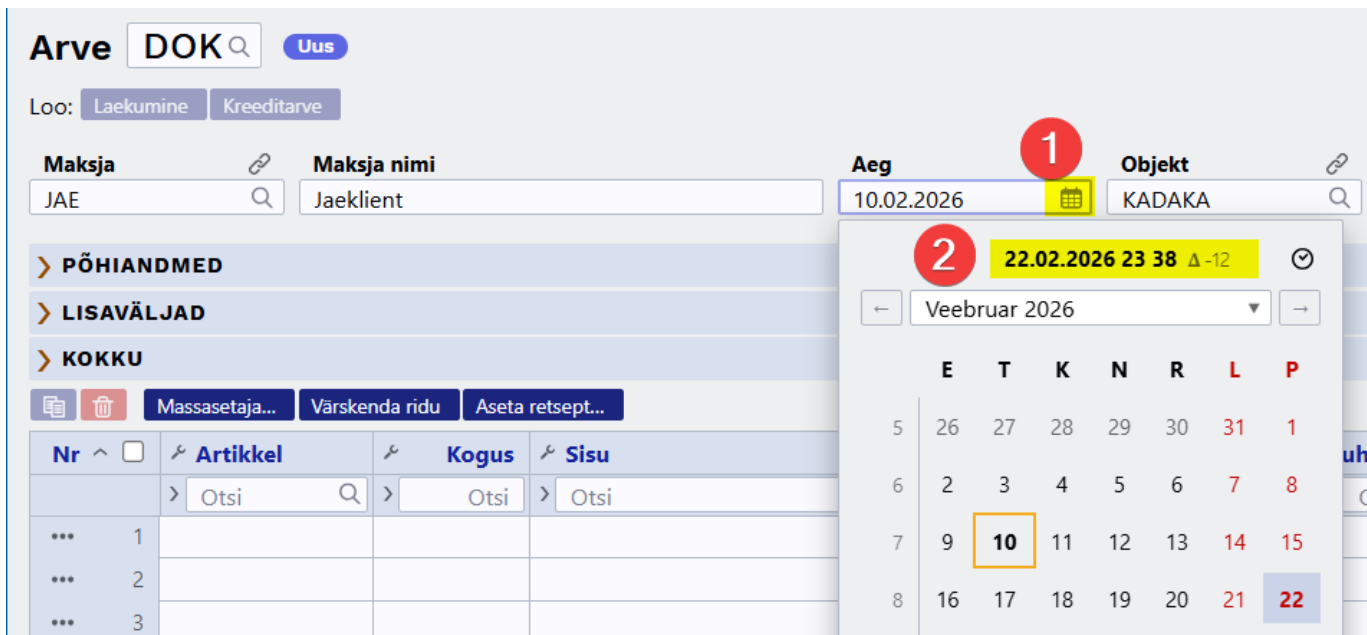 Arve DOK Uus
Loo: Laekumine Kreeditarve
1
Maksja Maksja nimi Aeg Objekt
JAE Jaeklient 10.02.2026 KADAKA
2 22.02.2026 23 38 Δ -12
PÕHIANDMED
← Veebruar 2026 ▼ →
LISAVÄLJAD
KOKKU
E T K N R L P
Massasetaja... Värskenda ridu Aseta retsept...
5 26 27 28 29 30 31 1
Nr Artikkel Kogus Sisu uh
Otsi Otsi Otsi
6 2 3 4 5 6 7 8
••• 1
7 9 10 11 12 13 14 15
••• 2
8 16 17 18 19 20 21 22
••• 3